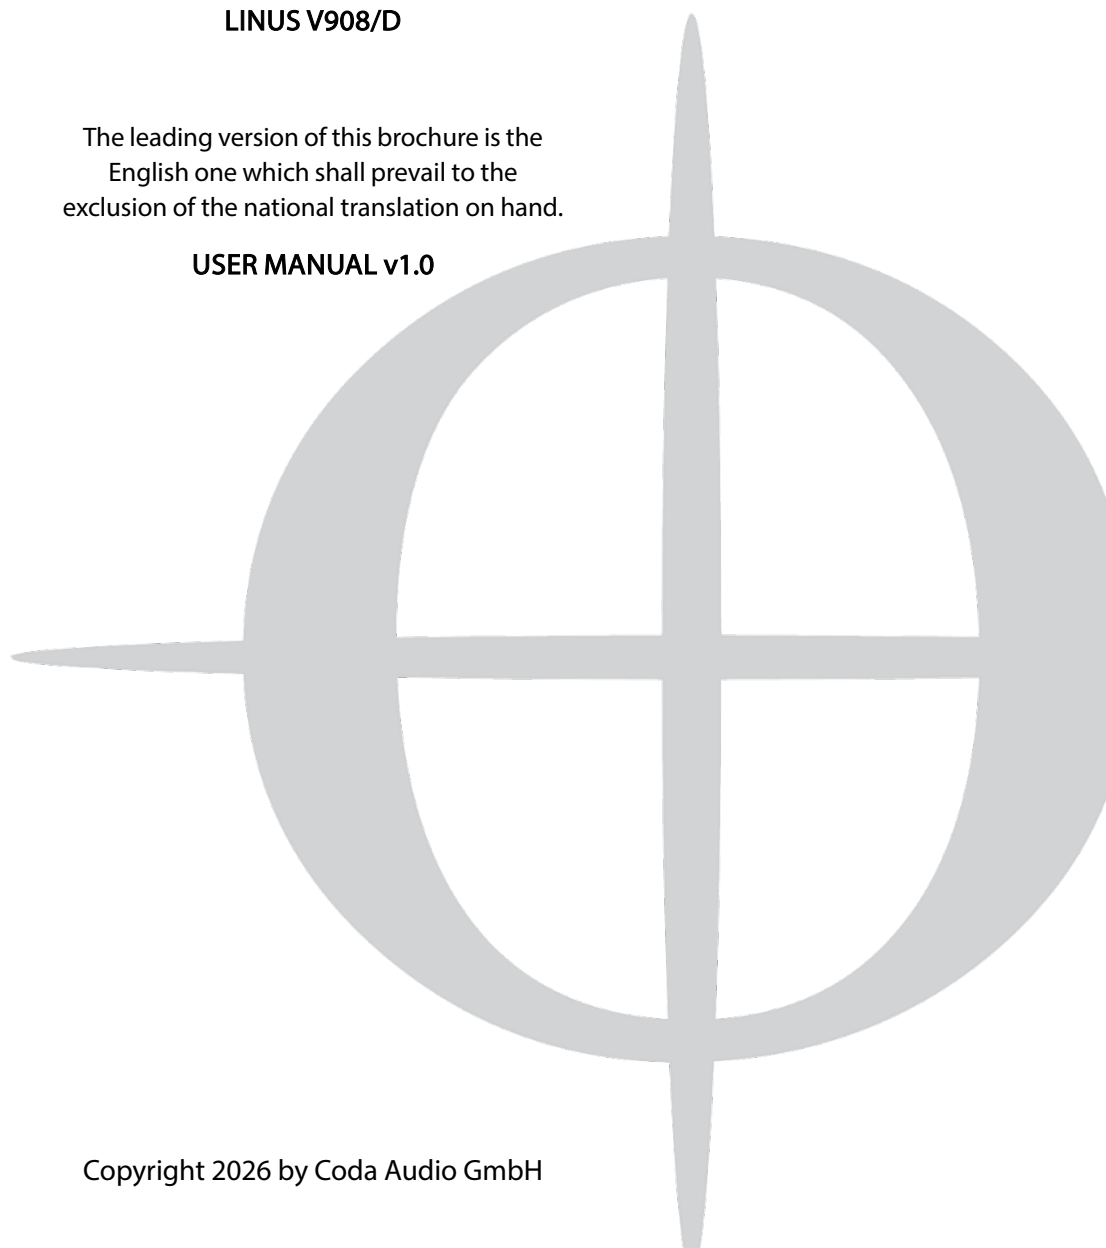 LINUS V908/D
The leading version of this brochure is the
English one which shall prevail to the
exclusion of the national translation on hand.
USER MANUAL v1.0
Copyright 2026 by Coda Audio GmbH